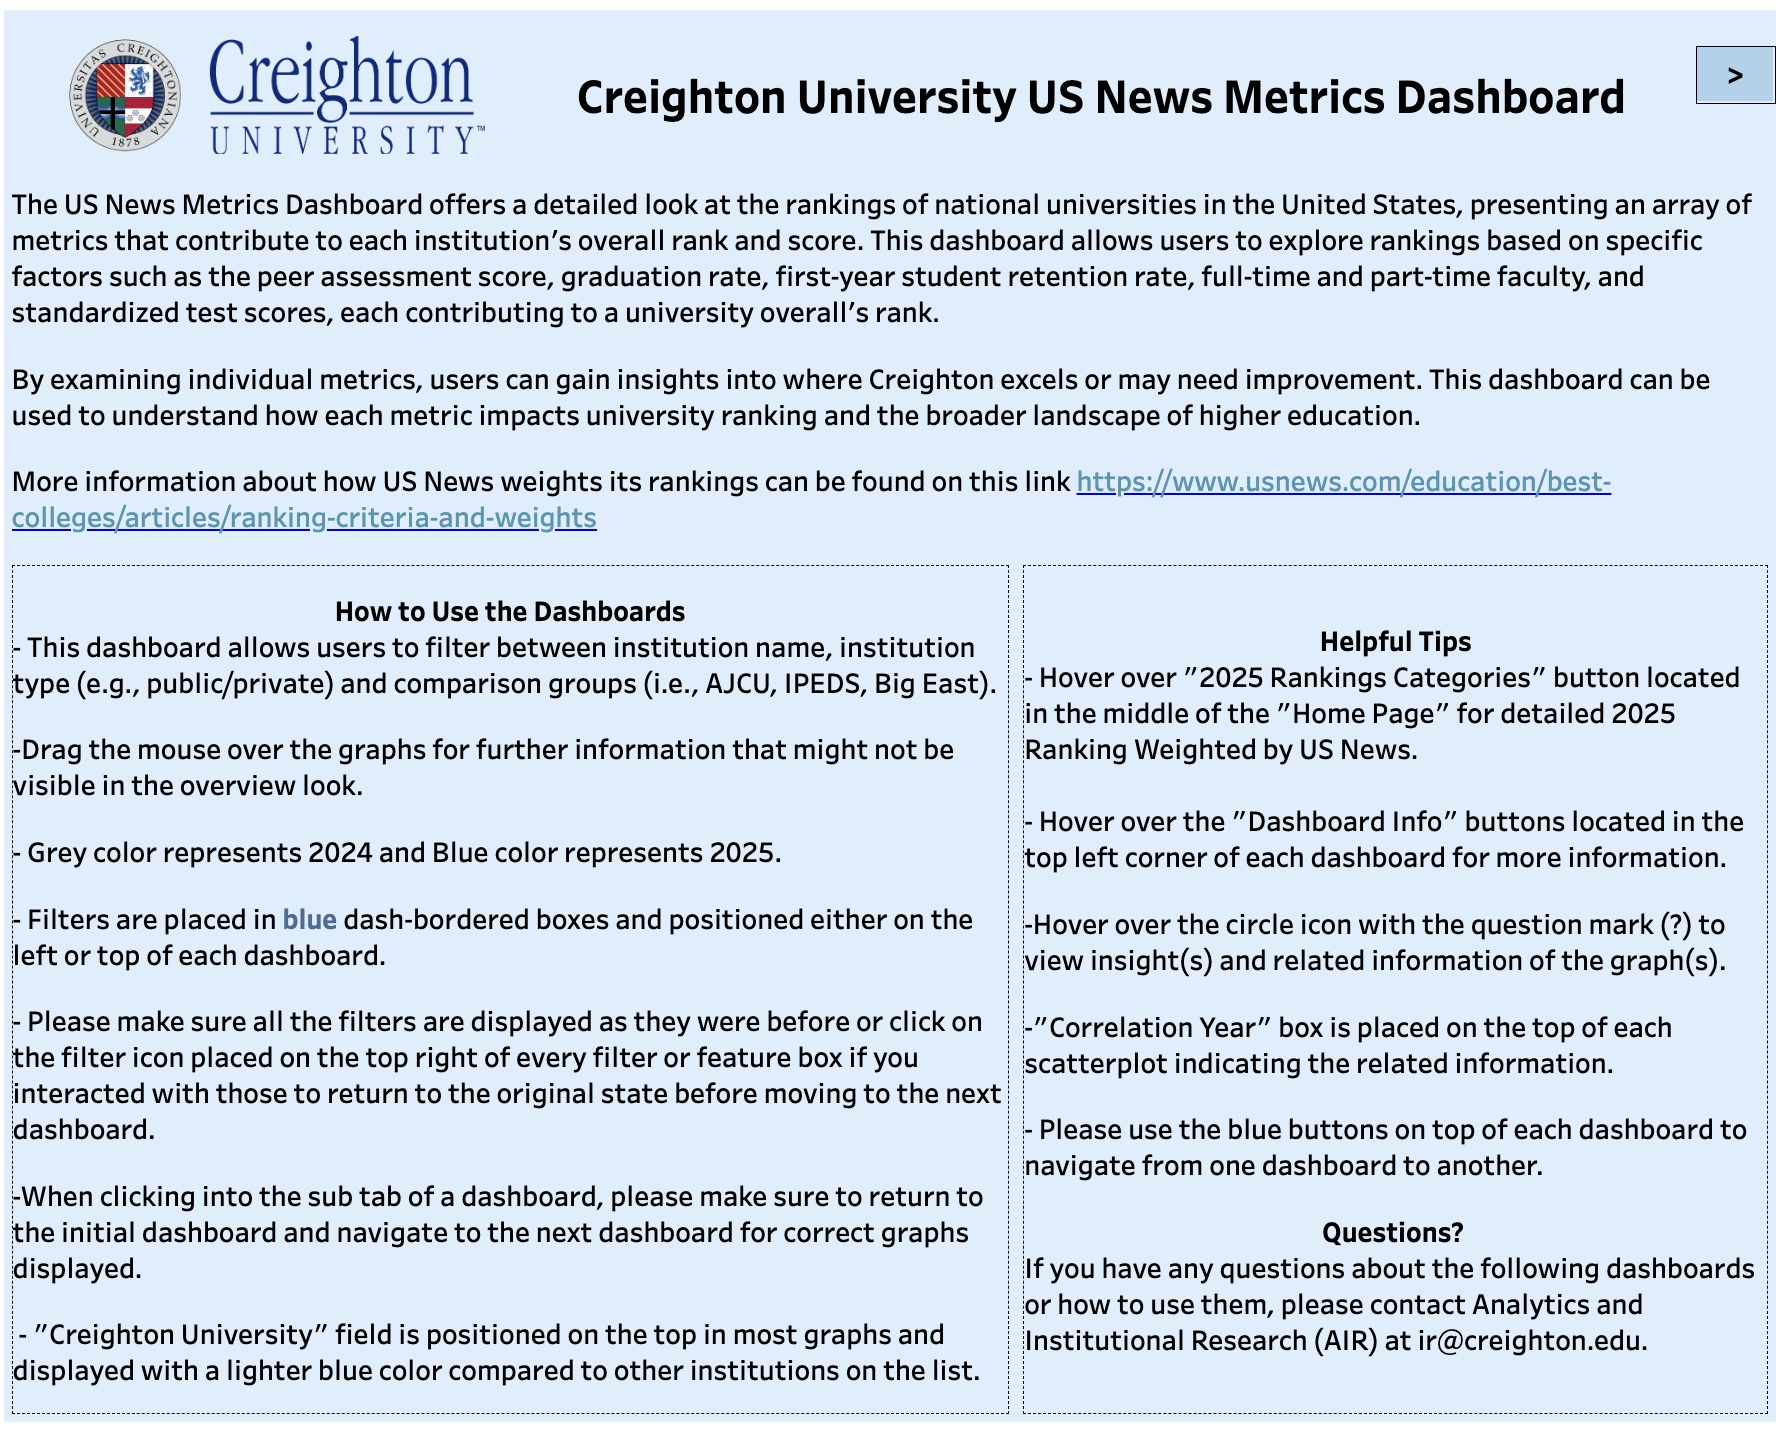 UNIVERSITAS CREIGHTONIANA
1878
Creighton
UNIVERSITY™
Creighton University US News Metrics Dashboard
>
The US News Metrics Dashboard offers a detailed look at the rankings of national universities in the United States, presenting an array of
metrics that contribute to each institution’s overall rank and score. This dashboard allows users to explore rankings based on specific
factors such as the peer assessment score, graduation rate, first-year student retention rate, full-time and part-time faculty, and
standardized test scores, each contributing to a university overall’s rank.
By examining individual metrics, users can gain insights into where Creighton excels or may need improvement. This dashboard can be
used to understand how each metric impacts university ranking and the broader landscape of higher education.
More information about how US News weights its rankings can be found on this link https://www.usnews.com/education/best-
colleges/articles/ranking-criteria-and-weights
How to Use the Dashboards
- This dashboard allows users to filter between institution name, institution
type (e.g., public/private) and comparison groups (i.e., AJCU, IPEDS, Big East).
-Drag the mouse over the graphs for further information that might not be
visible in the overview look.
- Grey color represents 2024 and Blue color represents 2025.
- Filters are placed in blue dash-bordered boxes and positioned either on the
left or top of each dashboard.
- Please make sure all the filters are displayed as they were before or click on
the filter icon placed on the top right of every filter or feature box if you
interacted with those to return to the original state before moving to the next
dashboard.
-When clicking into the sub tab of a dashboard, please make sure to return to
the initial dashboard and navigate to the next dashboard for correct graphs
displayed.
- ”Creighton University” field is positioned on the top in most graphs and
displayed with a lighter blue color compared to other institutions on the list.
Helpful Tips
- Hover over ”2025 Rankings Categories” button located
in the middle of the ”Home Page” for detailed 2025
Ranking Weighted by US News.
- Hover over the ”Dashboard Info” buttons located in the
top left corner of each dashboard for more information.
-Hover over the circle icon with the question mark (?) to
view insight(s) and related information of the graph(s).
-”Correlation Year” box is placed on the top of each
scatterplot indicating the related information.
- Please use the blue buttons on top of each dashboard to
navigate from one dashboard to another.
Questions?
If you have any questions about the following dashboards
or how to use them, please contact Analytics and
Institutional Research (AIR) at ir@creighton.edu.